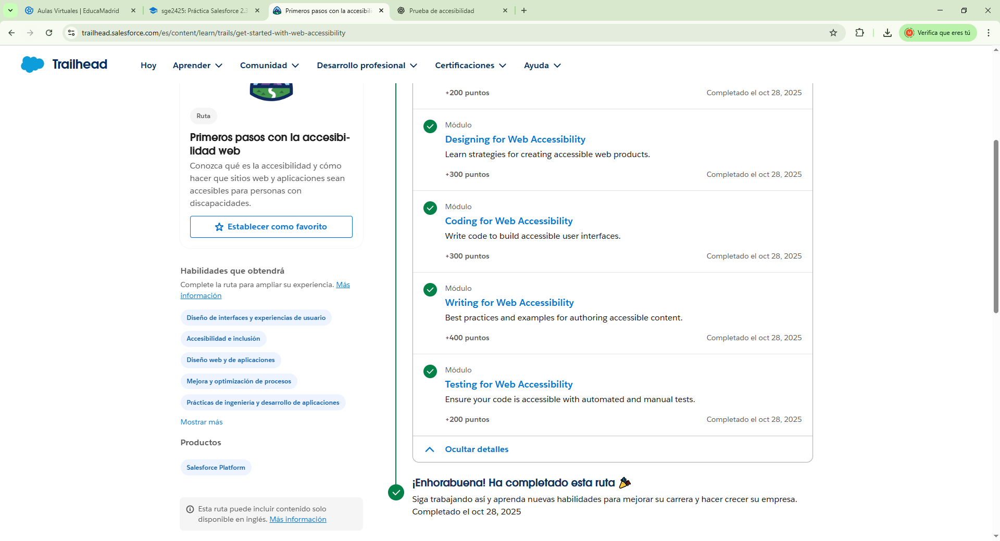 Aulas Virtuales | EducaMadrid
sge2425: Práctica Salesforce 2.3
Primeros pasos con la accesibili
Prueba de accesibilidad
trailhead.salesforce.com/es/content/learn/trails/get-started-with-web-accessibility
M
Verifica que eres tú
Trailhead
Hoy
Aprender
Comunidad
Desarrollo profesional
Certificaciones
Ayuda
Ruta
Primeros pasos con la accesibi-
lidad web
Conozca qué es la accesibilidad y cómo
hacer que sitios web y aplicaciones sean
accesibles para personas con
discapacidades.
Establecer como favorito
Habilidades que obtendrá
Complete la ruta para ampliar su experiencia. Más
información
Diseño de interfaces y experiencias de usuario
Accesibilidad e inclusión
Diseño web y de aplicaciones
Mejora y optimización de procesos
Prácticas de ingeniería y desarrollo de aplicaciones
Mostrar más
Productos
Salesforce Platform
Esta ruta puede incluir contenido solo
disponible en inglés. Más información
+200 puntos
Completado el oct 28, 2025
Módulo
Designing for Web Accessibility
Learn strategies for creating accessible web products.
+300 puntos
Completado el oct 28, 2025
Módulo
Coding for Web Accessibility
Write code to build accessible user interfaces.
+300 puntos
Completado el oct 28, 2025
Módulo
Writing for Web Accessibility
Best practices and examples for authoring accessible content.
+400 puntos
Completado el oct 28, 2025
Módulo
Testing for Web Accessibility
Ensure your code is accessible with automated and manual tests.
+200 puntos
Completado el oct 28, 2025
Ocultar detalles
¡Enhorabuena! Ha completado esta ruta
Siga trabajando así y aprenda nuevas habilidades para mejorar su carrera y hacer crecer su empresa.
Completado el oct 28, 2025